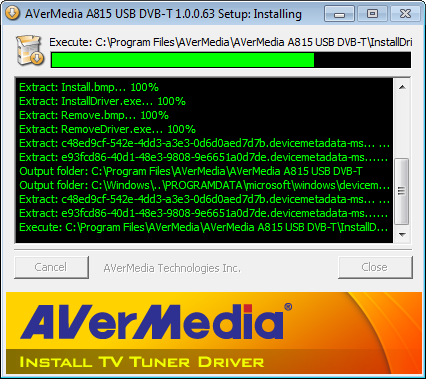 AVerMedia A815 USB DVB-T 1.0.0.63 Setup: Installing
Execute: C:\Program Files\AVerMedia\AVerMedia A815 USB DVB-T\InstallDri
Extract: Install.bmp... 100%
Extract: InstallDriver.exe... 100%
Extract: Remove.bmp... 100%
Extract: RemoveDriver.exe... 100%
Extract: c48ed9cf-542e-4dd3-a3e3-0d6d0aed7d7b.devicemetadata-ms... ...
Extract: e93fcd86-40d1-48e3-9808-9e6651a0d7de.devicemetadata-ms......
Output folder: C:\Program Files\AVerMedia\AVerMedia A815 USB DVB-T
Output folder: C:\Windows\..\PROGRAMDATA\microsoft\windows\devicem...
Extract: c48ed9cf-542e-4dd3-a3e3-0d6d0aed7d7b.devicemetadata-ms... ...
Extract: e93fcd86-40d1-48e3-9808-9e6651a0d7de.devicemetadata-ms......
Execute: C:\Program Files\AVerMedia\AVerMedia A815 USB DVB-T\InstallD...
Cancel AVerMedia Technologies Inc. Close
AVerMedia®
INSTALL TV TUNER DRIVER